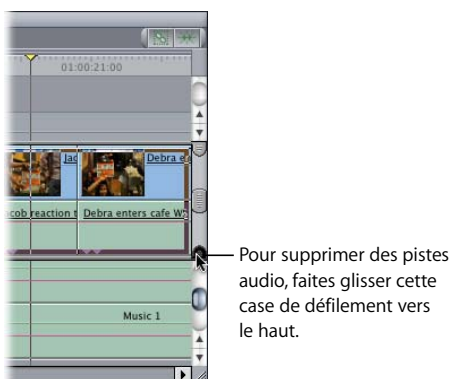 01:00:21:00
Jac
Debra e
cob reaction t
Debra enters cafe W
Music 1
Pour supprimer des pistes
audio, faites glisser cette
case de défilement vers
le haut.